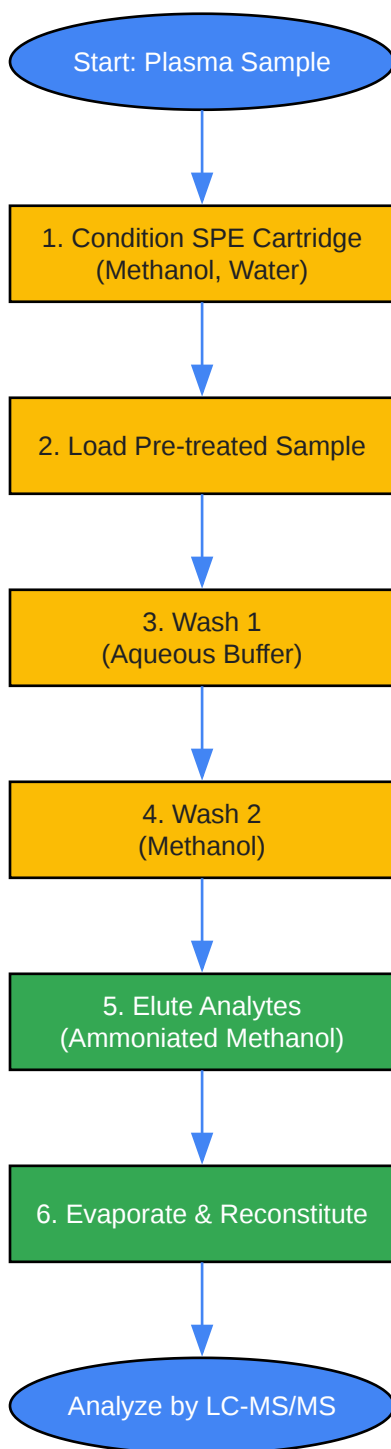 Start: Plasma Sample
1. Condition SPE Cartridge
(Methanol, Water)
2. Load Pre-treated Sample
3. Wash 1
(Aqueous Buffer)
4. Wash 2
(Methanol)
5. Elute Analytes
(Ammoniated Methanol)
6. Evaporate & Reconstitute
Analyze by LC-MS/MS